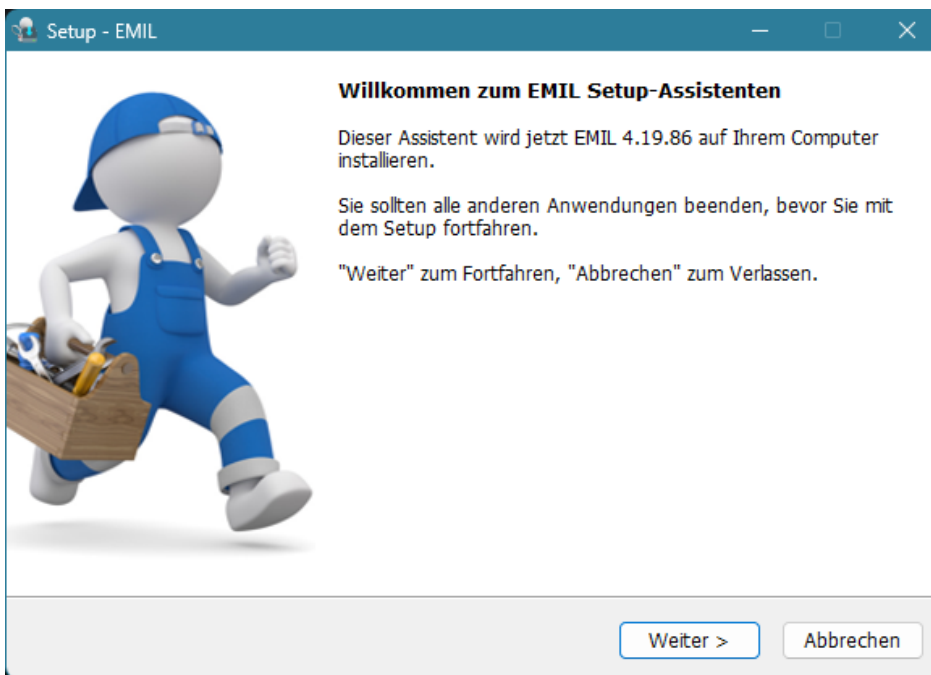 Setup - EMIL
Willkommen zum EMIL Setup-Assistenten
Dieser Assistent wird jetzt EMIL 4.19.86 auf Ihrem Computer
installieren.
Sie sollten alle anderen Anwendungen beenden, bevor Sie mit
dem Setup fortfahren.
"Weiter" zum Fortfahren, "Abbrechen" zum Verlassen.
Weiter >
Abbrechen